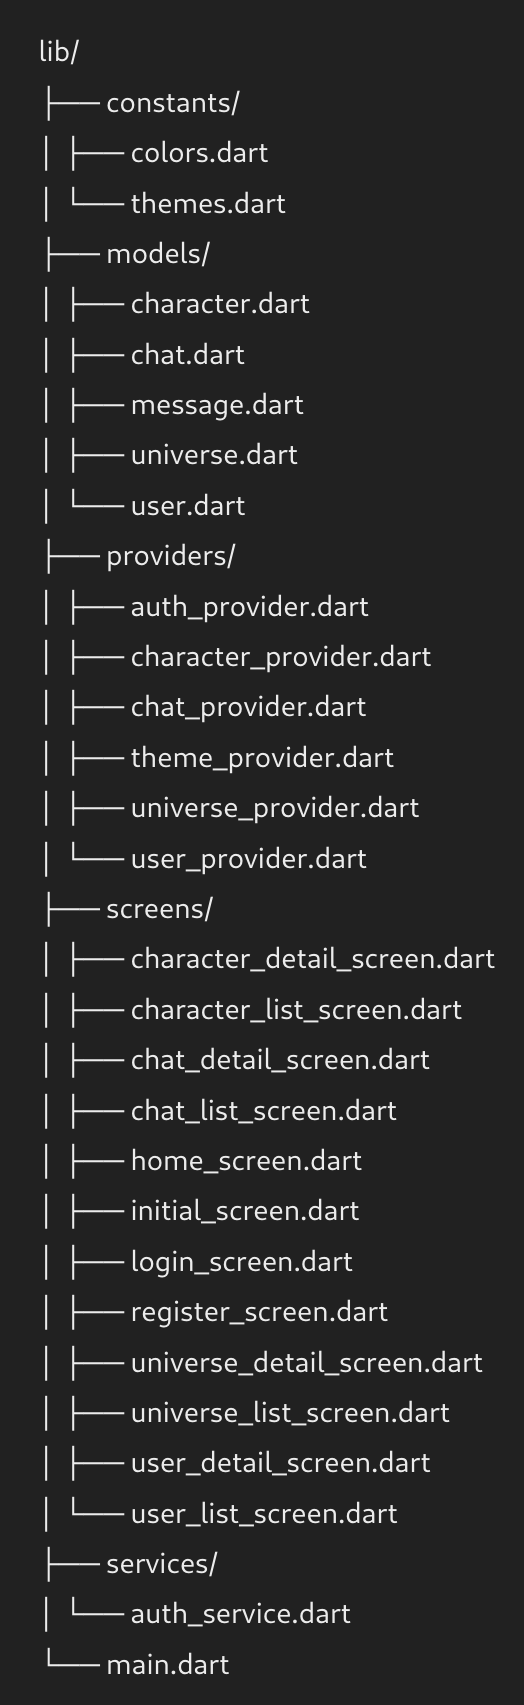 lib/
├── constants/
│ ├── colors.dart
│ └── themes.dart
├── models/
│ ├── character.dart
│ ├── chat.dart
│ ├── message.dart
│ ├── universe.dart
│ └── user.dart
├── providers/
│ ├── auth_provider.dart
│ ├── character_provider.dart
│ ├── chat_provider.dart
│ ├── theme_provider.dart
│ ├── universe_provider.dart
│ └── user_provider.dart
├── screens/
│ ├── character_detail_screen.dart
│ ├── character_list_screen.dart
│ ├── chat_detail_screen.dart
│ ├── chat_list_screen.dart
│ ├── home_screen.dart
│ ├── initial_screen.dart
│ ├── login_screen.dart
│ ├── register_screen.dart
│ ├── universe_detail_screen.dart
│ ├── universe_list_screen.dart
│ ├── user_detail_screen.dart
│ └── user_list_screen.dart
├── services/
│ └── auth_service.dart
└── main.dart